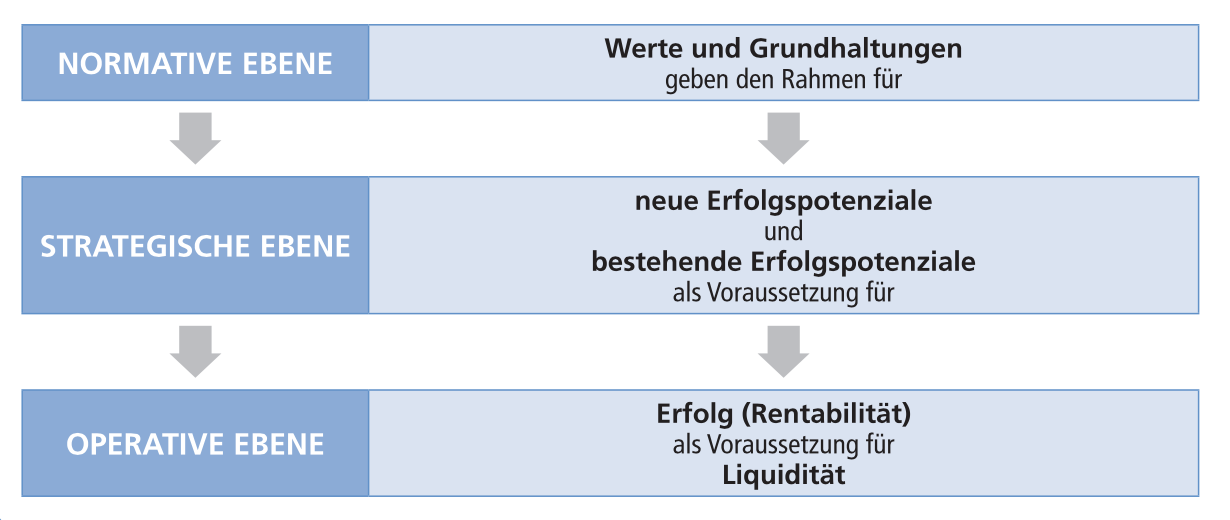 NORMATIVE EBENE
Werte und Grundhaltungen
geben den Rahmen für
STRATEGISCHE EBENE
neue Erfolgspotenziale
und
bestehende Erfolgspotenziale
als Voraussetzung für
OPERATIVE EBENE
Erfolg (Rentabilität)
als Voraussetzung für
Liquidität